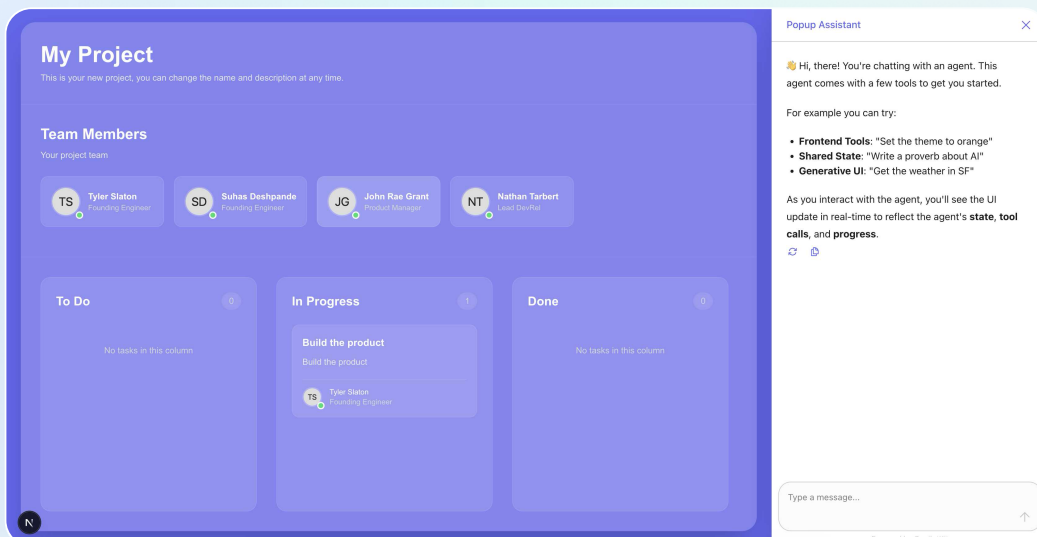 My Project
This is your new project, you can change the name and description at any time.
Team Members
Your project team
TS
Tyler Slaton
Founding Engineer
SD
Suhas Deshpande
Founding Engineer
JG
John Rae Grant
Product Manager
NT
Nathan Tarbert
Lead DevRel
To Do
0
No tasks in this column
In Progress
1
Build the product
Build the product
TS
Tyler Slaton
Founding Engineer
Done
0
No tasks in this column
N
Popup Assistant
👋 Hi, there! You're chatting with an agent. This
agent comes with a few tools to get you started.
For example you can try:
• Frontend Tools: "Set the theme to orange"
• Shared State: "Write a proverb about AI"
• Generative UI: "Get the weather in SF"
As you interact with the agent, you'll see the UI
update in real-time to reflect the agent's state, tool
calls, and progress.
Type a message...